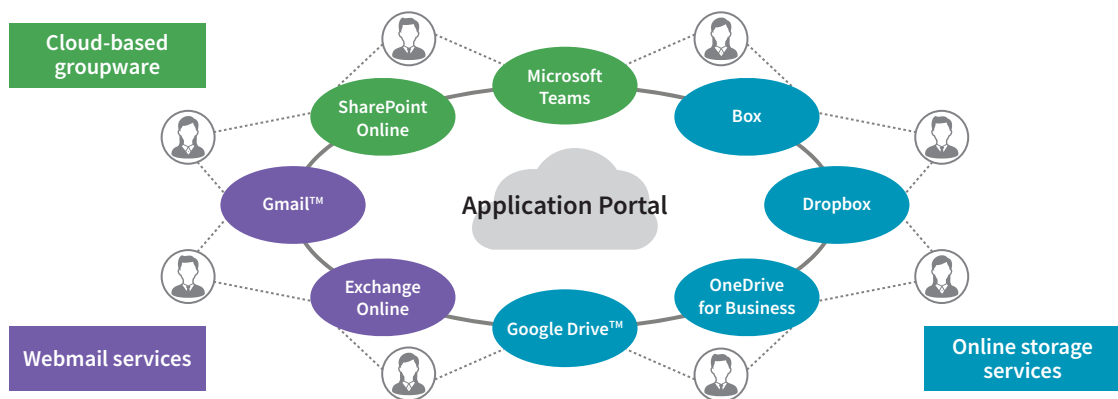 Cloud-based
groupware
Microsoft
Teams
SharePoint
Online
Box
Gmail™
Application Portal
Dropbox
Exchange
Online
OneDrive
for Business
Google Drive™
Webmail services
Online storage
services